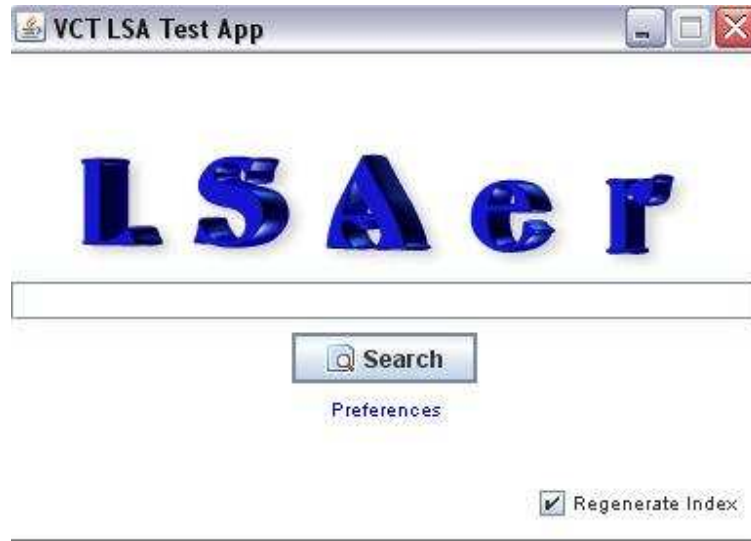 VCT LSA Test App
LSAer
Search
Preferences
Regenerate Index